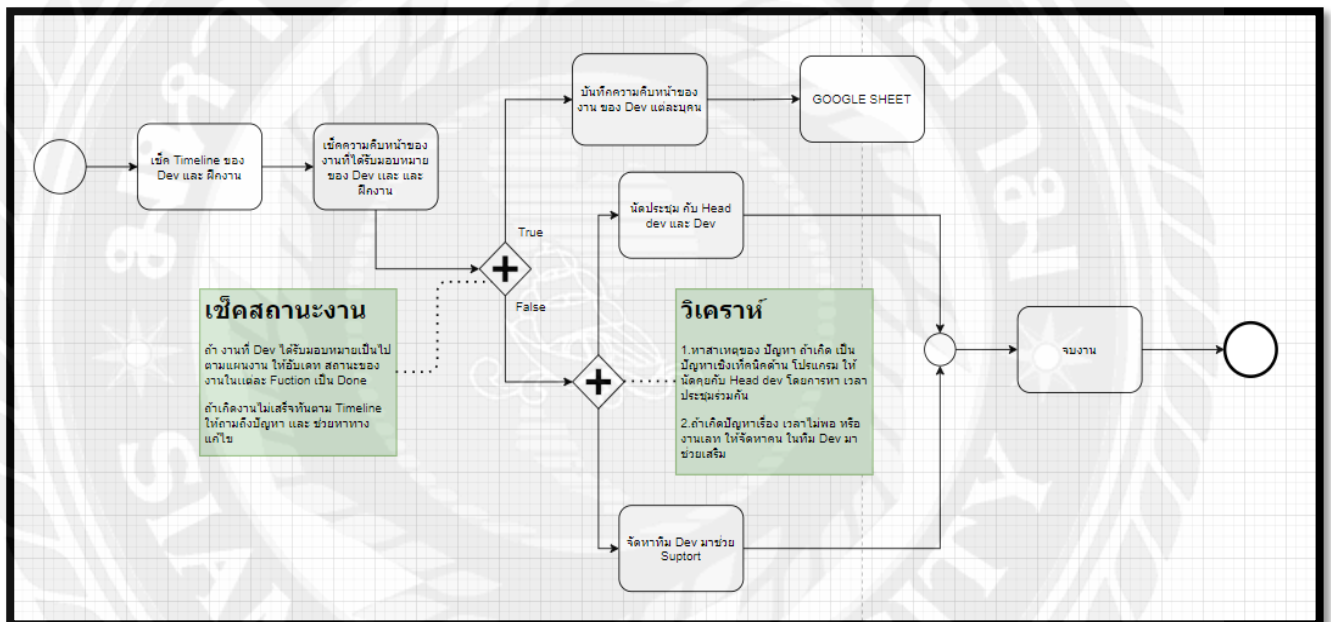 บันทึกความคืบหน้าของ
งาน ของ Dev แต่ละบุคน
GOOGLE SHEET
เช็ค Timeline ของ
Dev และ ฝึกงาน
เช็ความคืบหน้าของ
งานที่ได้รับมอบหมาย
ของ Dev และ และ
ฝึกงาน
นัดประชุม กับ Head
dev และ Dev
True
False
เช็คสถานะงาน
ถ้า งานที่ Dev ได้รับมอบหมายเป็นไป
ตามแผนงาน ให้อับเดท สถานะของ
งานในแต่ละ Fuction เป็น Done
ถ้าเกิดงานไม่เสร็จทันตาม Timeline
ให้ถามถึงปัญหา และ ช่วยหาทาง
แก้ไข
วิเคราห์
1.หาสาเหตุของ ปัญหา ถ้าเกิด เป็น
ปัญหาเชิงเท็คนิคด้าน โปรแกรม ให้
นัดคุยกับ Head dev โดยการหา เวลา
ประชุมร่วมกัน
2.ถ้าเกิดปัญหาเรื่อง เวลาไม่พอ หรือ
งานเลท ให้จัดหาคน ในทีม Dev มา
ช่วยเสริม
จบงาน
จัดหาทีม Dev มาช่วย
Suptort